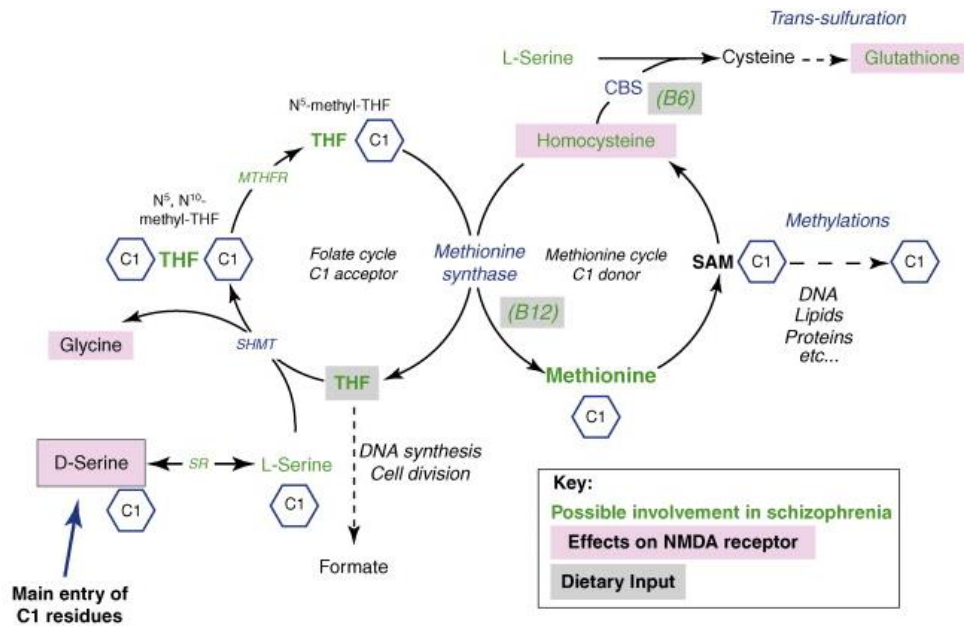 Trans-sulfuration
L-Serine
Cysteine
Glutathione
CBS
(B6)
N⁵-methyl-THF
THF
C1
Homocysteine
MTHFR
N⁵, N¹⁰-
methyl-THF
C1
THF
C1
Folate cycle
C1 acceptor
Methionine
synthase
Methionine cycle
C1 donor
Methylations
SAM
C1
C1
DNA
Lipids
Proteins
etc...
(B12)
Glycine
SHMT
THF
Methionine
C1
D-Serine
SR
L-Serine
C1
C1
DNA synthesis
Cell division
Formate
Main entry of
C1 residues
Key:
Possible involvement in schizophrenia
Effects on NMDA receptor
Dietary Input